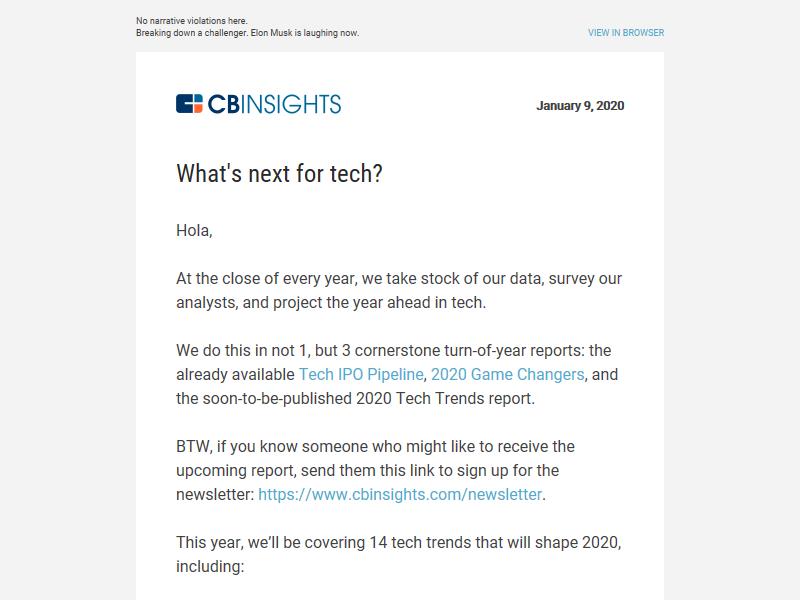 No narrative violations here.
Breaking down a challenger. Elon Musk is laughing now.
VIEW IN BROWSER
CBINSIGHTS
January 9, 2020
What's next for tech?
Hola,
At the close of every year, we take stock of our data, survey our
analysts, and project the year ahead in tech.
We do this in not 1, but 3 cornerstone turn-of-year reports: the
already available Tech IPO Pipeline, 2020 Game Changers, and
the soon-to-be-published 2020 Tech Trends report.
BTW, if you know someone who might like to receive the
upcoming report, send them this link to sign up for the
newsletter: https://www.cbinsights.com/newsletter.
This year, we’ll be covering 14 tech trends that will shape 2020,
including: